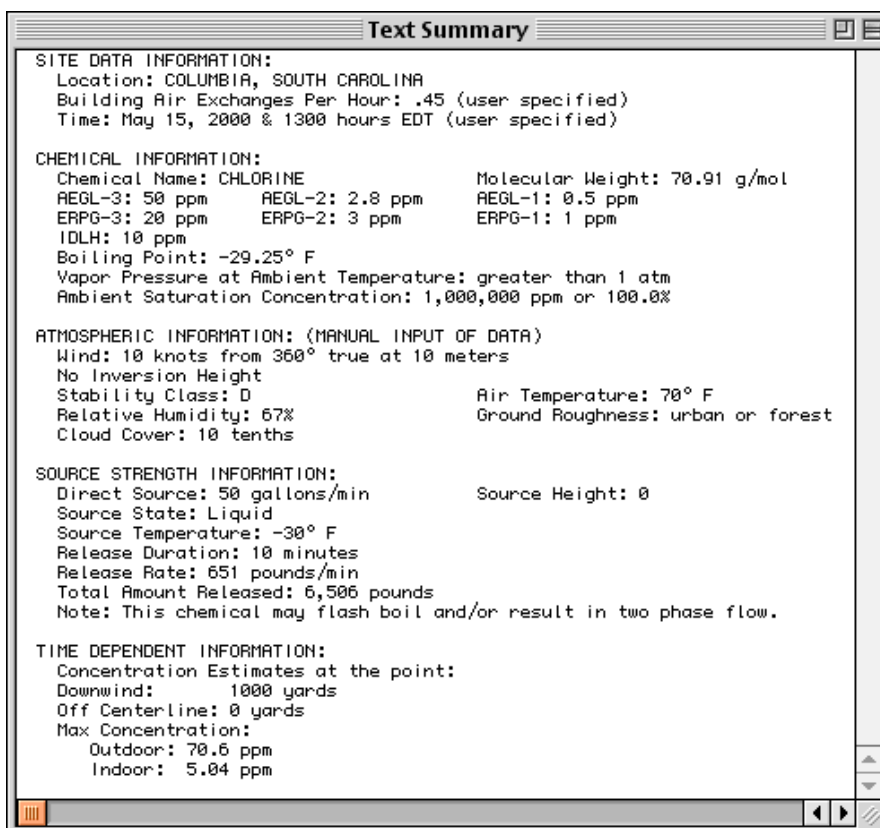 Text Summary
SITE DATA INFORMATION:
Location: COLUMBIA, SOUTH CAROLINA
Building Air Exchanges Per Hour: .45 (user specified)
Time: May 15, 2000 & 1300 hours EDT (user specified)
CHEMICAL INFORMATION:
Chemical Name: CHLORINE Molecular Weight: 70.91 g/mol
AEGL-3: 50 ppm AEGL-2: 2.8 ppm AEGL-1: 0.5 ppm
ERPG-3: 20 ppm ERPG-2: 3 ppm ERPG-1: 1 ppm
IDLH: 10 ppm
Boiling Point: -29.25° F
Vapor Pressure at Ambient Temperature: greater than 1 atm
Ambient Saturation Concentration: 1,000,000 ppm or 100.0%
ATMOSPHERIC INFORMATION: (MANUAL INPUT OF DATA)
Wind: 10 knots from 360° true at 10 meters
No Inversion Height
Stability Class: D Air Temperature: 70° F
Relative Humidity: 67% Ground Roughness: urban or forest
Cloud Cover: 10 tenths
SOURCE STRENGTH INFORMATION:
Direct Source: 50 gallons/min Source Height: 0
Source State: Liquid
Source Temperature: -30° F
Release Duration: 10 minutes
Release Rate: 651 pounds/min
Total Amount Released: 6,506 pounds
Note: This chemical may flash boil and/or result in two phase flow.
TIME DEPENDENT INFORMATION:
Concentration Estimates at the point:
Downwind: 1000 yards
Off Centerline: 0 yards
Max Concentration:
Outdoor: 70.6 ppm
Indoor: 5.04 ppm